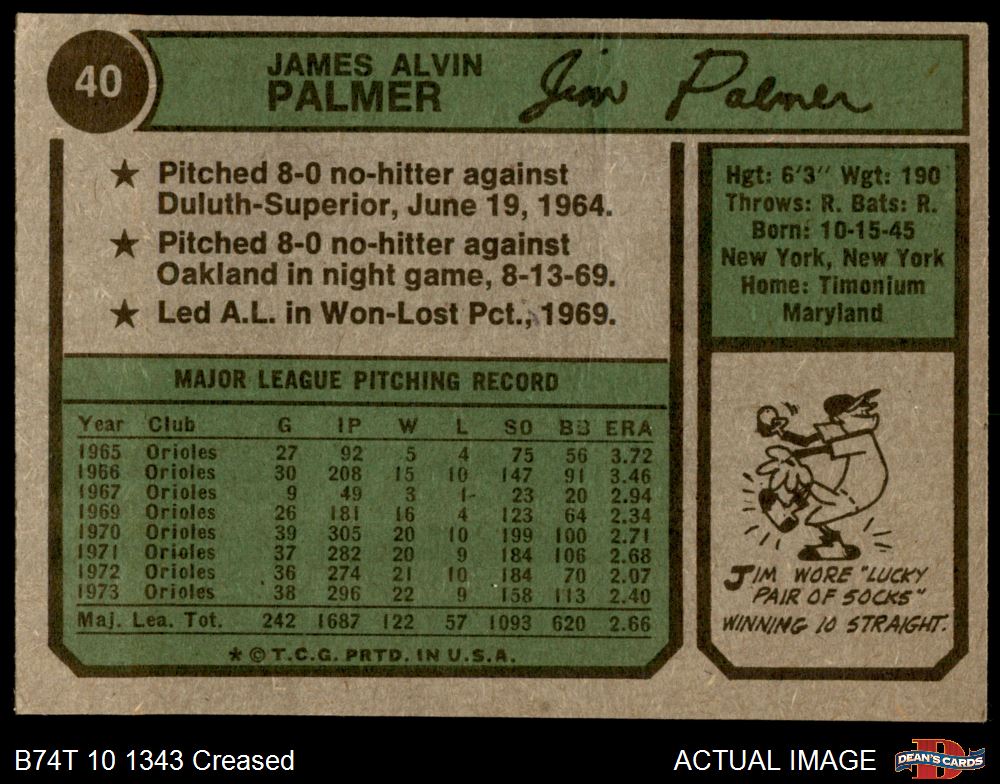 40
JAMES ALVIN
PALMER
Jim Palmer
★ Pitched 8-0 no-hitter against
Duluth-Superior, June 19, 1964.
★ Pitched 8-0 no-hitter against
Oakland in night game, 8-13-69.
★ Led A.L. in Won-Lost Pct., 1969.
Hgt: 6'3" Wgt: 190
Throws: R. Bats: R.
Born: 10-15-45
New York, New York
Home: Timonium
Maryland
MAJOR LEAGUE PITCHING RECORD
Year Club G IP W L SO BB ERA
1965 Orioles 27 92 5 4 75 56 3.72
1966 Orioles 30 208 15 10 147 91 3.46
1967 Orioles 9 49 3 1 23 20 2.94
1969 Orioles 26 181 16 4 123 64 2.34
1970 Orioles 39 305 20 10 199 100 2.71
1971 Orioles 37 282 20 9 184 106 2.68
1972 Orioles 36 274 21 10 184 70 2.07
1973 Orioles 38 296 22 9 158 113 2.40
Maj. Lea. Tot. 242 1687 122 57 1093 620 2.66
★ © T.C.G. PRTD. IN U.S.A.
JIM WORE "LUCKY
PAIR OF SOCKS"
WINNING 10 STRAIGHT.
B74T 10 1343 Creased
ACTUAL IMAGE
D
DEAN'S CARDS